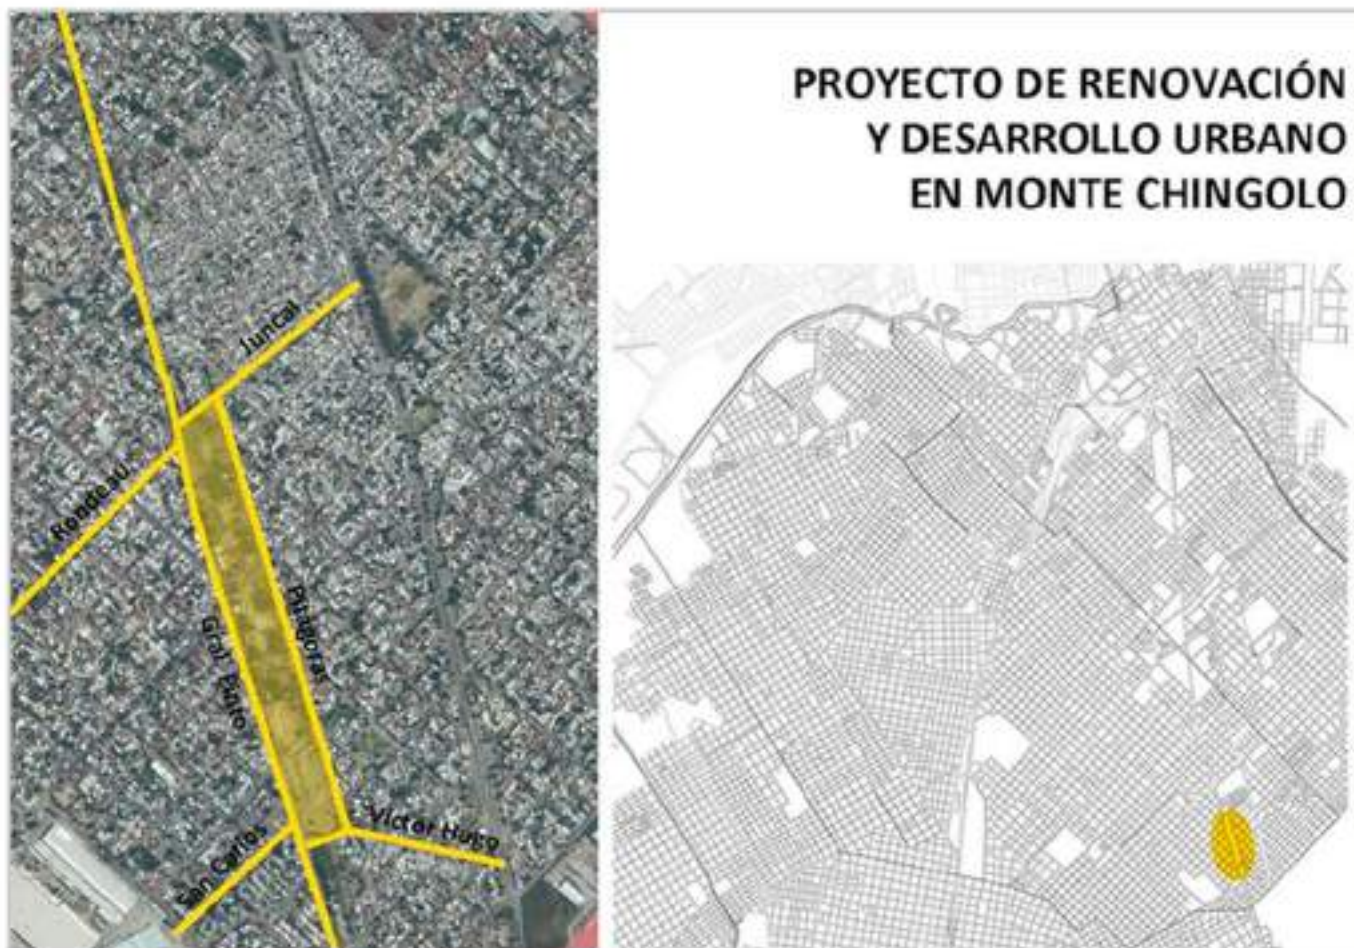 PROYECTO DE RENOVACIÓN
Y DESARROLLO URBANO
EN MONTE CHINGOLO
Juncal
Rondeau
Pitágoras
Gral. Pinto
Victor Hugo
San Carlos